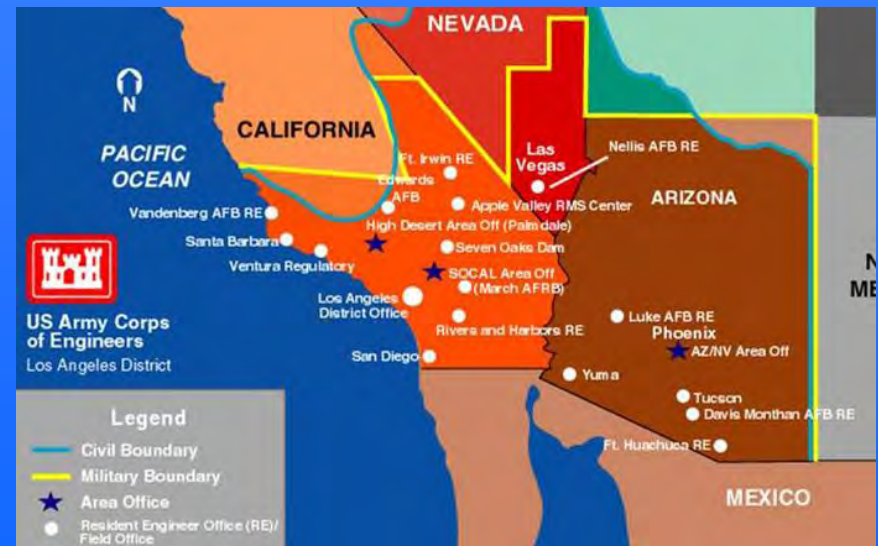 NEVADA
N
CALIFORNIA
PACIFIC
OCEAN
Ft. Irwin RE
Edwards
AFB
Las
Vegas
Nellis AFB RE
ARIZONA
Apple Valley RMS Center
Vandenberg AFB RE
High Desert Area Off (Palmdale)
Santa Barbara
Seven Oaks Dam
Ventura Regulatory
SOCAL Area Off
(March AFRB)
Los Angeles
District Office
Rivers and Harbors RE
San Diego
N
ME
Luke AFB RE
Phoenix
AZ/NV Area Off
Yuma
Tucson
Davis Monthan AFB RE
Ft. Huachuca RE
MEXICO
US Army Corps
of Engineers
Los Angeles District
Legend
Civil Boundary
Military Boundary
Area Office
Resident Engineer Office (RE)/
Field Office